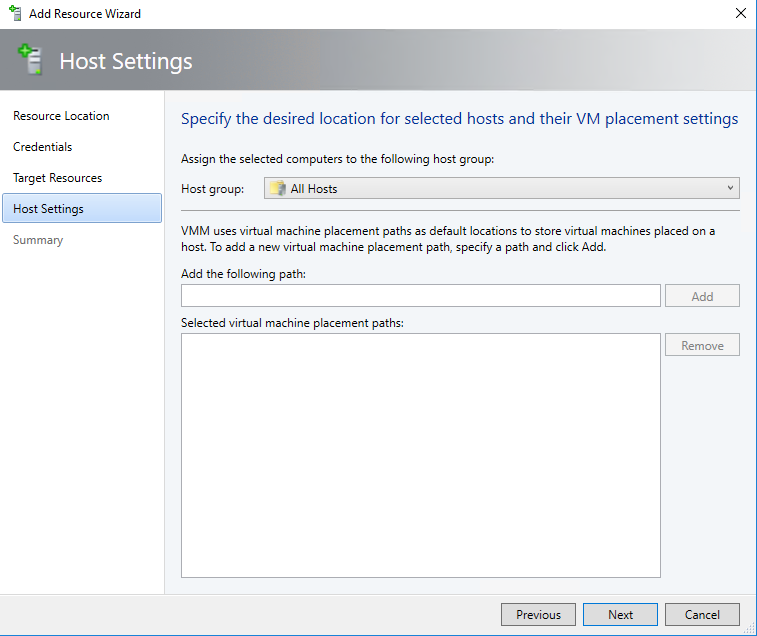 Add Resource Wizard
Host Settings
Resource Location
Credentials
Target Resources
Host Settings
Summary
Specify the desired location for selected hosts and their VM placement settings
Assign the selected computers to the following host group:
Host group: All Hosts
VMM uses virtual machine placement paths as default locations to store virtual machines placed on a
host. To add a new virtual machine placement path, specify a path and click Add.
Add the following path:
Add
Selected virtual machine placement paths:
Remove
Previous Next Cancel